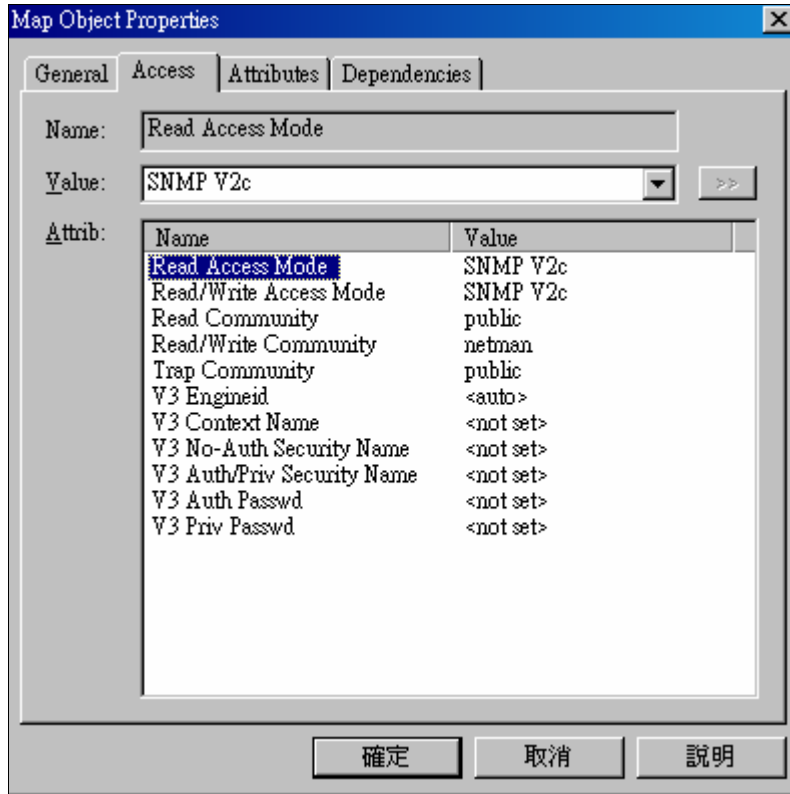 Map Object Properties
General Access Attributes Dependencies
Name: Read Access Mode
Value: SNMP V2c >>
Attrib: Name Value
Read Access Mode SNMP V2c
Read/Write Access Mode SNMP V2c
Read Community public
Read/Write Community netman
Trap Community public
V3 Engineid <auto>
V3 Context Name <not set>
V3 No-Auth Security Name <not set>
V3 Auth/Priv Security Name <not set>
V3 Auth Passwd <not set>
V3 Priv Passwd <not set>
確定 取消 說明